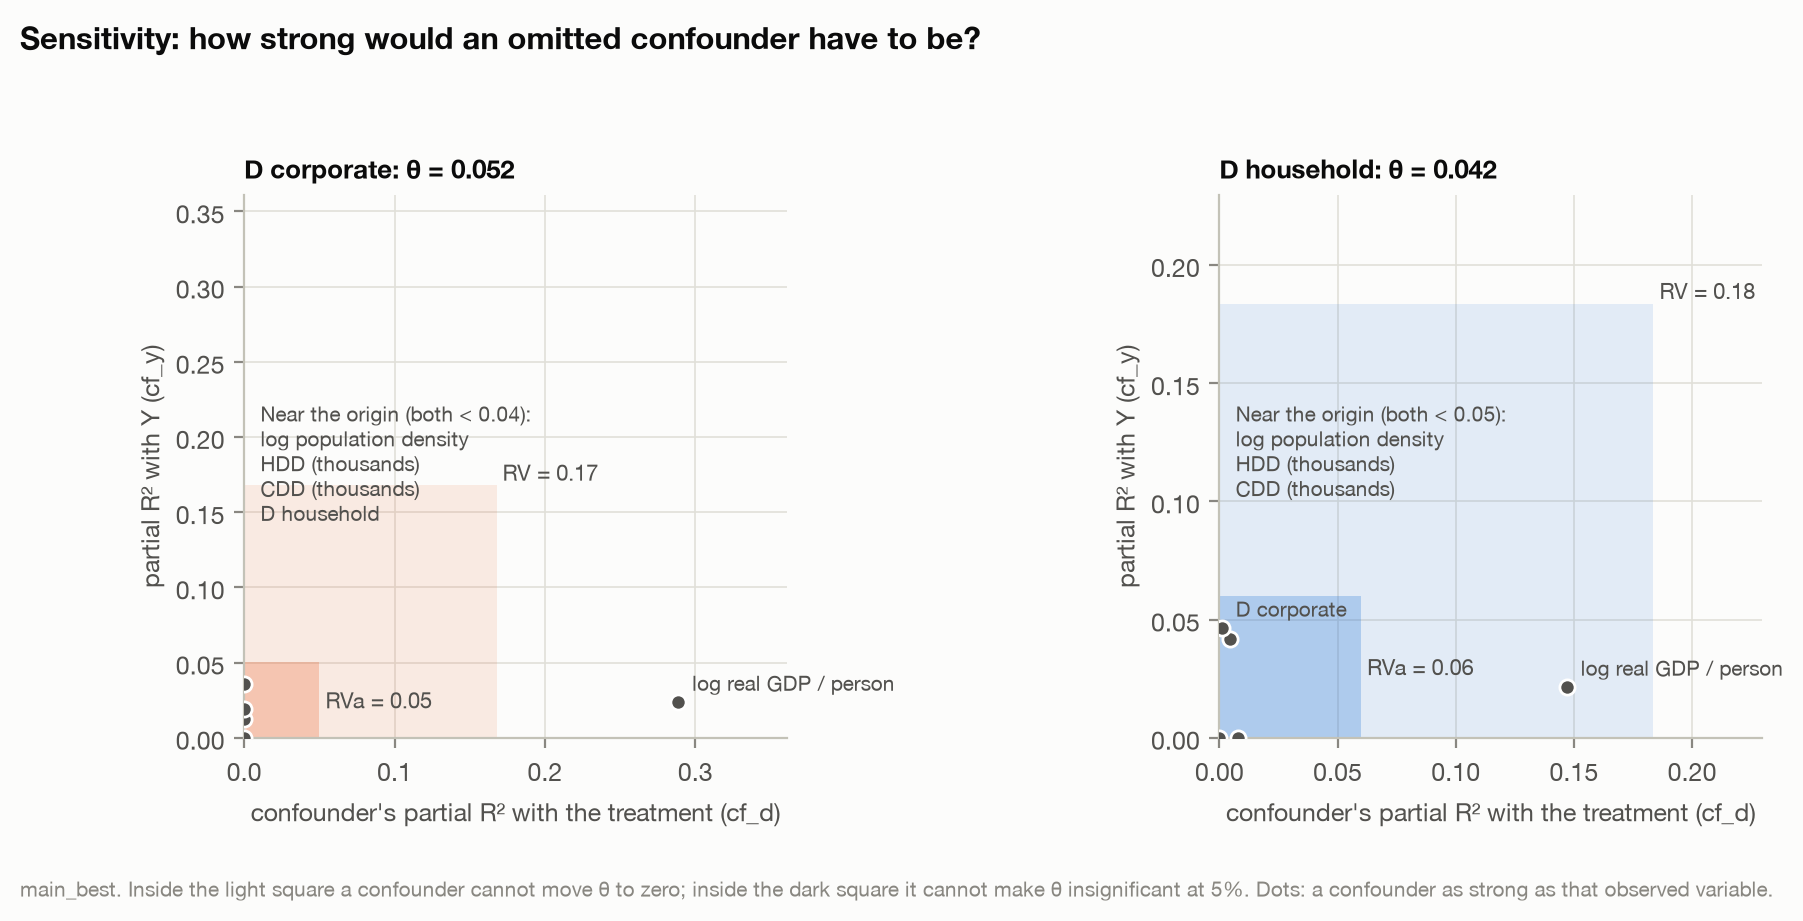 Sensitivity: how strong would an omitted confounder have to be?
D corporate: θ = 0.052
0.35
0.30
0.25
0.20
0.15
0.10
0.05
0.00
partial R² with Y (cf_y)
Near the origin (both < 0.04):
log population density
HDD (thousands)
CDD (thousands)
D household
RV = 0.17
RVa = 0.05
log real GDP / person
0.0
0.1
0.2
0.3
confounder's partial R² with the treatment (cf_d)
D household: θ = 0.042
0.20
0.15
0.10
0.05
0.00
partial R² with Y (cf_y)
RV = 0.18
Near the origin (both < 0.05):
log population density
HDD (thousands)
CDD (thousands)
D corporate
RVa = 0.06
log real GDP / person
0.00
0.05
0.10
0.15
0.20
confounder's partial R² with the treatment (cf_d)
main_best. Inside the light square a confounder cannot move θ to zero; inside the dark square it cannot make θ insignificant at 5%. Dots: a confounder as strong as that observed variable.